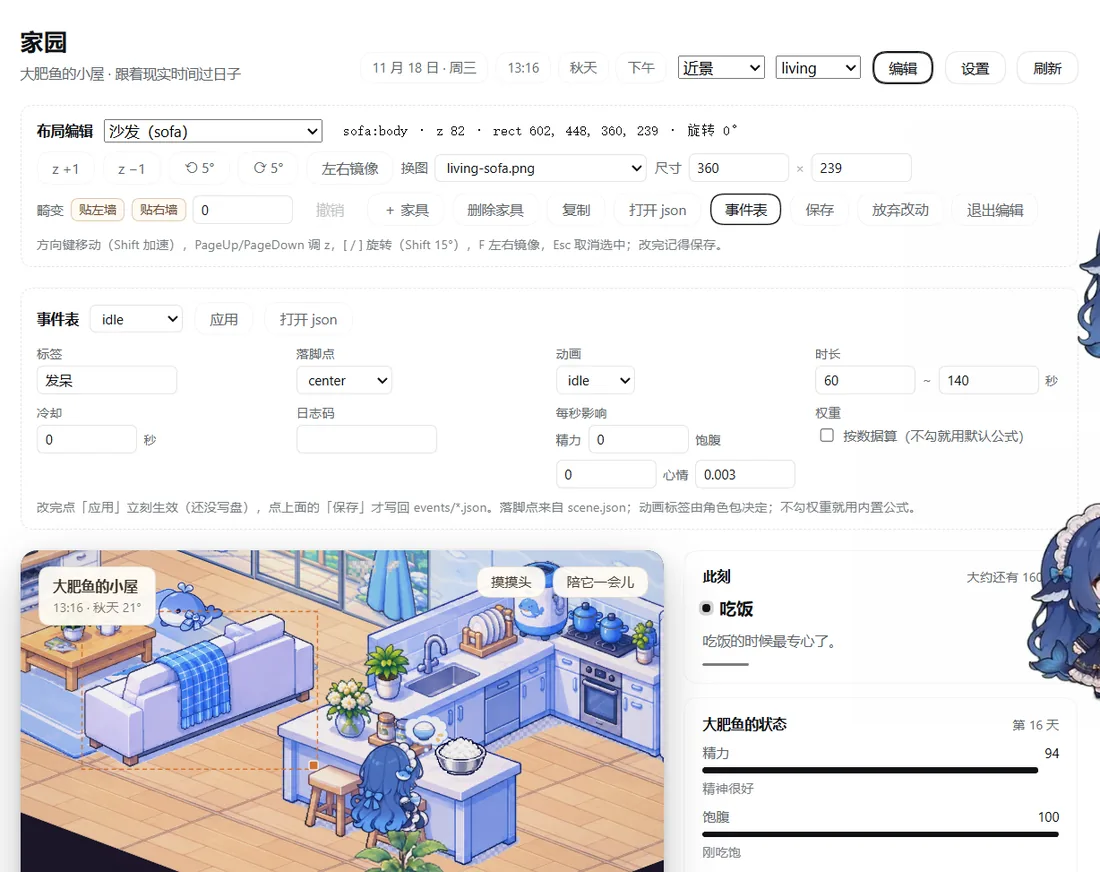 家园
大肥鱼的小屋 · 跟着现实时间过日子
11 月 18 日 · 周三 13:16 秋天 下午 近景 living 编辑 设置 刷新
布局编辑 沙发（sofa） sofa:body · z 82 · rect 602, 448, 360, 239 · 旋转 0°
z +1 z −1 ⟲ 5° ⟳ 5° 左右镜像 换图 living-sofa.png 尺寸 360 × 239
畸变 贴左墙 贴右墙 0 撤销 + 家具 删除家具 复制 打开 json 事件表 保存 放弃改动 退出编辑
方向键移动（Shift 加速），PageUp/PageDown 调 z，[ / ] 旋转（Shift 15°），F 左右镜像，Esc 取消选中；改完记得保存。
事件表 idle 应用 打开 json
标签 落脚点 动画 时长
发呆 center idle 60 ~ 140 秒
冷却 日志码 每秒影响 权重
0 秒 精力 0 饱腹 按数据算（不勾就用默认公式）
0 心情 0.003
改完点「应用」立刻生效（还没写盘），点上面的「保存」才写回 events/*.json。落脚点来自 scene.json；动画标签由角色包决定；不勾权重就用内置公式。
大肥鱼的小屋
13:16 · 秋天 21°
摸摸头 陪它一会儿
此刻 大约还有 160
吃饭
吃饭的时候最专心了。
大肥鱼的状态 第 16 天
精力 94
精神很好
饱腹 100
刚吃饱